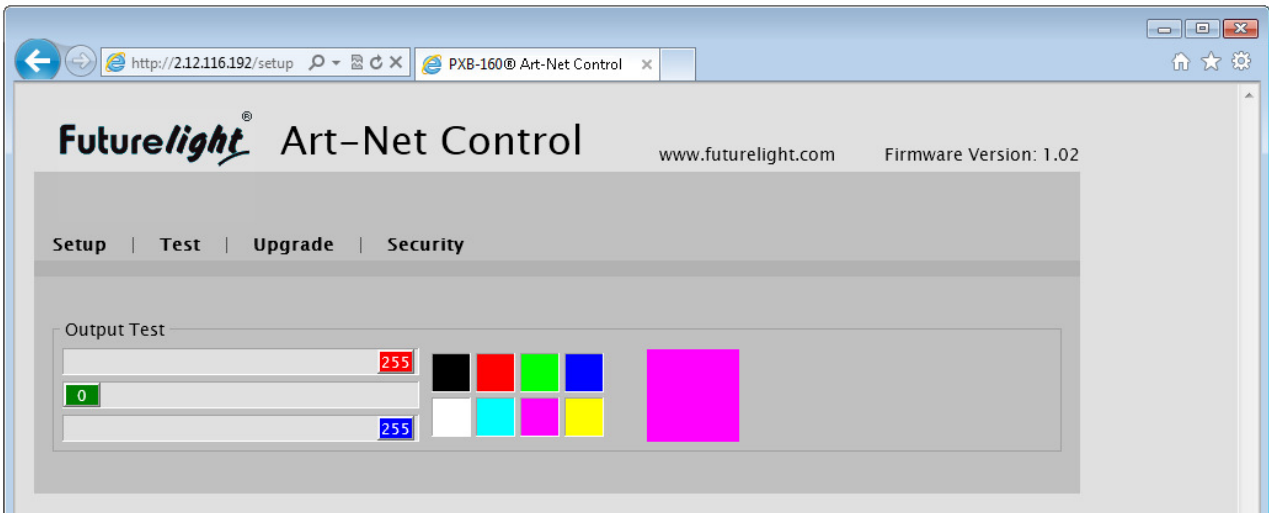 http://2.12.116.192/setup
PXB-160® Art-Net Control
Futurelight® Art-Net Control www.futurelight.com Firmware Version: 1.02
Setup | Test | Upgrade | Security
Output Test
255
0
255